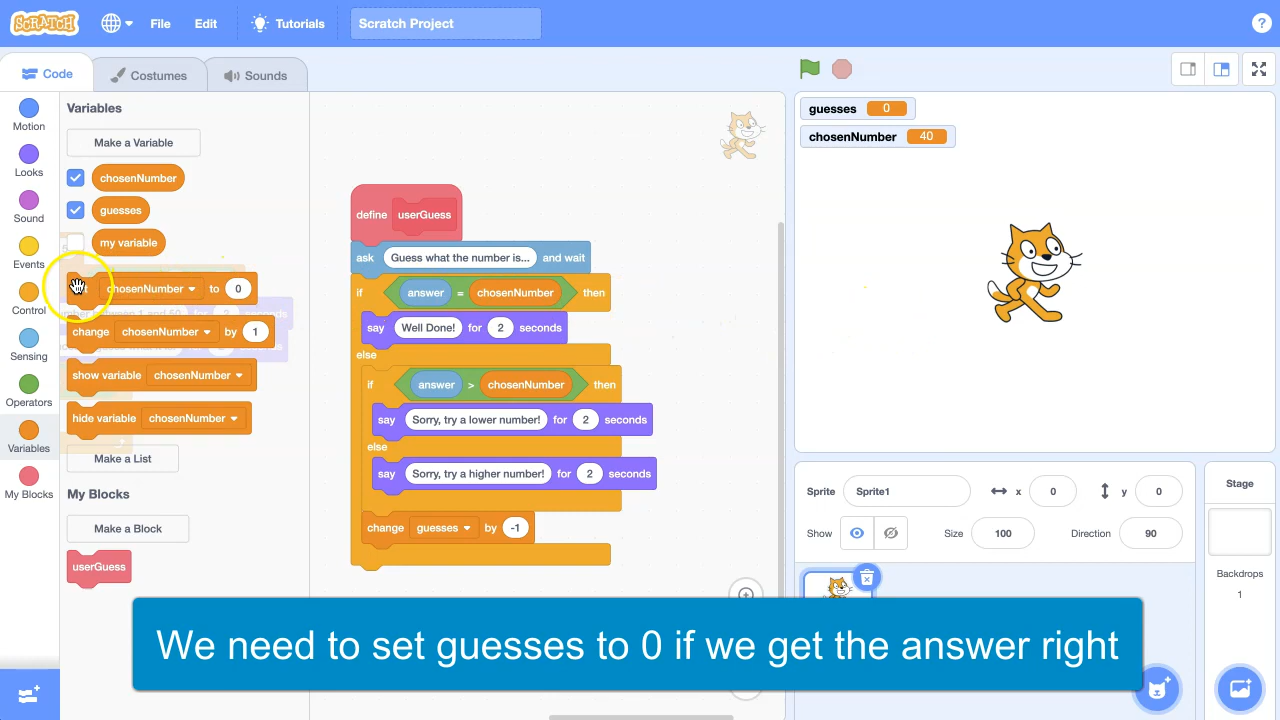 SCRATCH File Edit Tutorials Scratch Project ?
Code Costumes Sounds
Motion
Looks
Sound
Events
Control
Sensing
Operators
Variables
My Blocks
Variables
Make a Variable
chosenNumber
guesses
my variable
chosenNumber to 0
change chosenNumber by 1
show variable chosenNumber
hide variable chosenNumber
Make a List
My Blocks
Make a Block
userGuess
define userGuess
ask Guess what the number is... and wait
if answer = chosenNumber then
say Well Done! for 2 seconds
else
if answer > chosenNumber then
say Sorry, try a lower number! for 2 seconds
else
say Sorry, try a higher number! for 2 seconds
change guesses by -1
guesses 0
chosenNumber 40
Sprite Sprite1 x 0 y 0
Show Size 100 Direction 90
Stage
Backdrops
1
We need to set guesses to 0 if we get the answer right